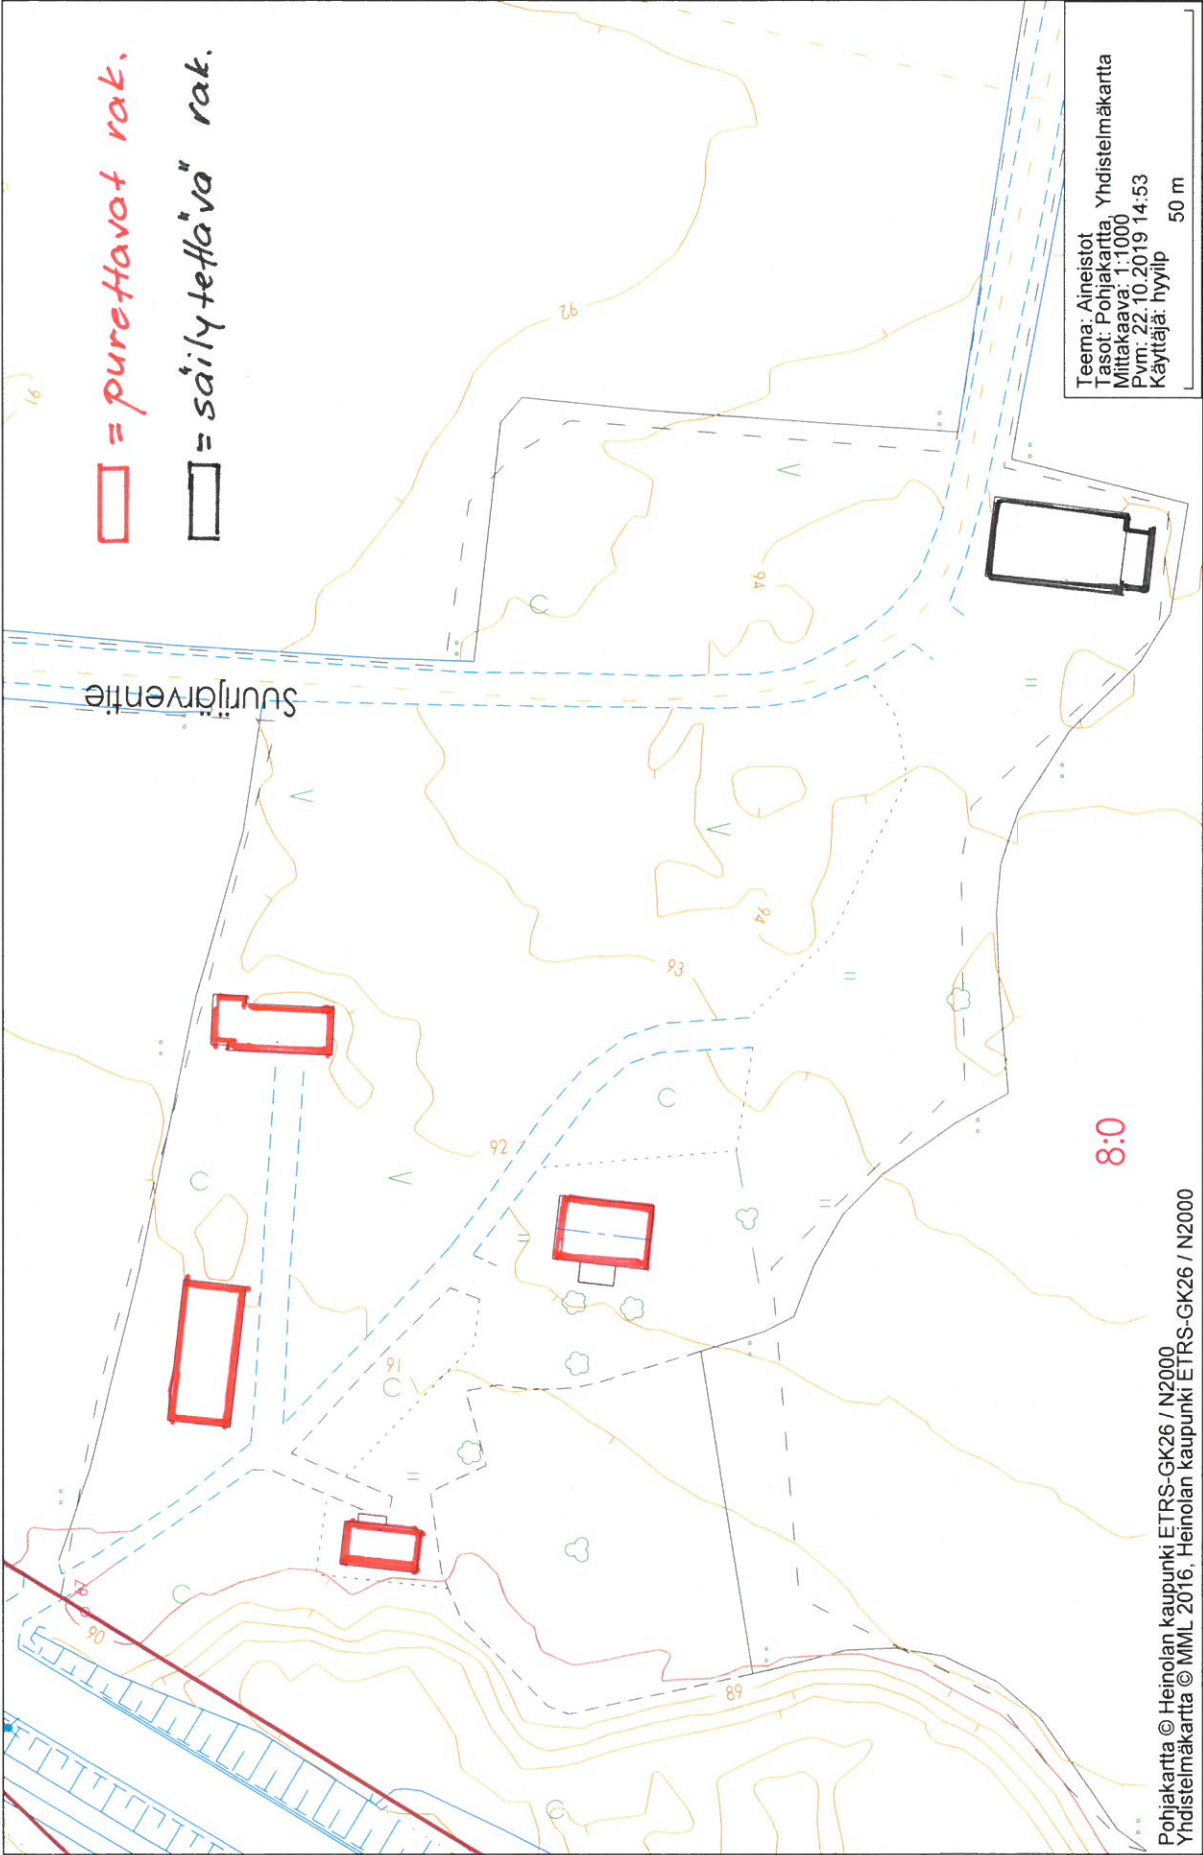 = purettavat rak.
= säilytettävä rak.
Suurijärventie
91
92
94
94
93
92
91
90
67
89
8:0
Teema: Aineistot
Tasot: Pohjakartta, Yhdistelmäkartta
Mittakaava: 1:1000
Pvm: 22.10.2019 14:53
Käyttäjä: hyyilp
50 m
Pohjakartta © Heinolan kaupunki ETRS-GK26 / N2000
Yhdistelmäkartta © MML 2016, Heinolan kaupunki ETRS-GK26 / N2000